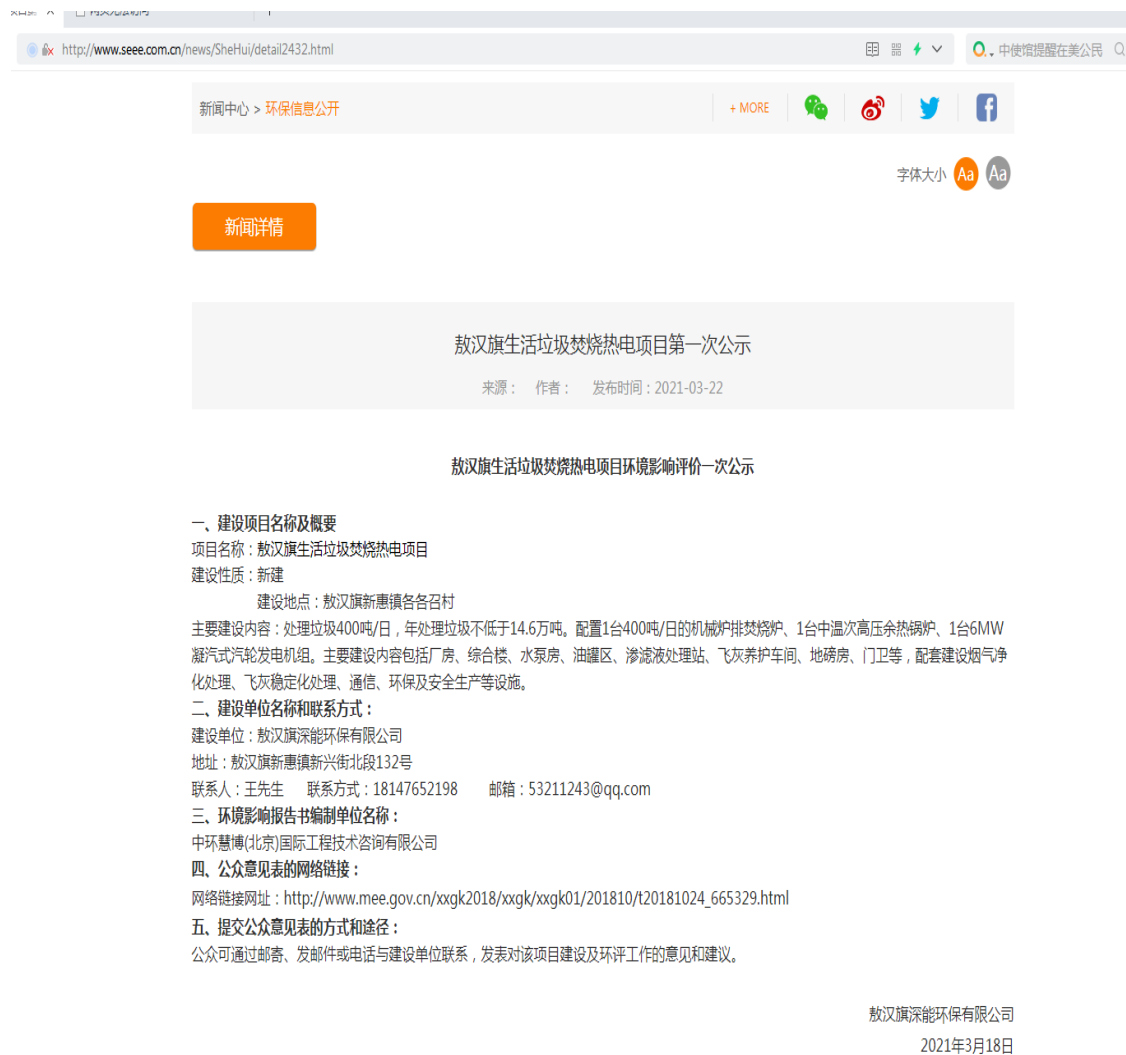 http://www.seee.com.cn/news/SheHui/detail2432.html
中使馆提醒在美公民
新闻中心 > 环保信息公开
+ MORE
字体大小 Aa Aa
新闻详情
敖汉旗生活垃圾焚烧热电项目第一次公示
来源： 作者： 发布时间：2021-03-22
敖汉旗生活垃圾焚烧热电项目环境影响评价一次公示
一、建设项目名称及概要
项目名称：敖汉旗生活垃圾焚烧热电项目
建设性质：新建
建设地点：敖汉旗新惠镇各各召村
主要建设内容：处理垃圾400吨/日，年处理垃圾不低于14.6万吨。配置1台400吨/日的机械炉排焚烧炉、1台中温次高压余热锅炉、1台6MW
凝汽式汽轮发电机组。主要建设内容包括厂房、综合楼、水泵房、油罐区、渗滤液处理站、飞灰养护车间、地磅房、门卫等，配套建设烟气净
化处理、飞灰稳定化处理、通信、环保及安全生产等设施。
二、建设单位名称和联系方式：
建设单位：敖汉旗深能环保有限公司
地址：敖汉旗新惠镇新兴街北段132号
联系人：王先生 联系方式：18147652198 邮箱：53211243@qq.com
三、环境影响报告书编制单位名称：
中环慧博(北京)国际工程技术咨询有限公司
四、公众意见表的网络链接：
网络链接网址：http://www.mee.gov.cn/xxgk2018/xxgk/xxgk01/201810/t20181024_665329.html
五、提交公众意见表的方式和途径：
公众可通过邮寄、发邮件或电话与建设单位联系，发表对该项目建设及环评工作的意见和建议。
敖汉旗深能环保有限公司
2021年3月18日